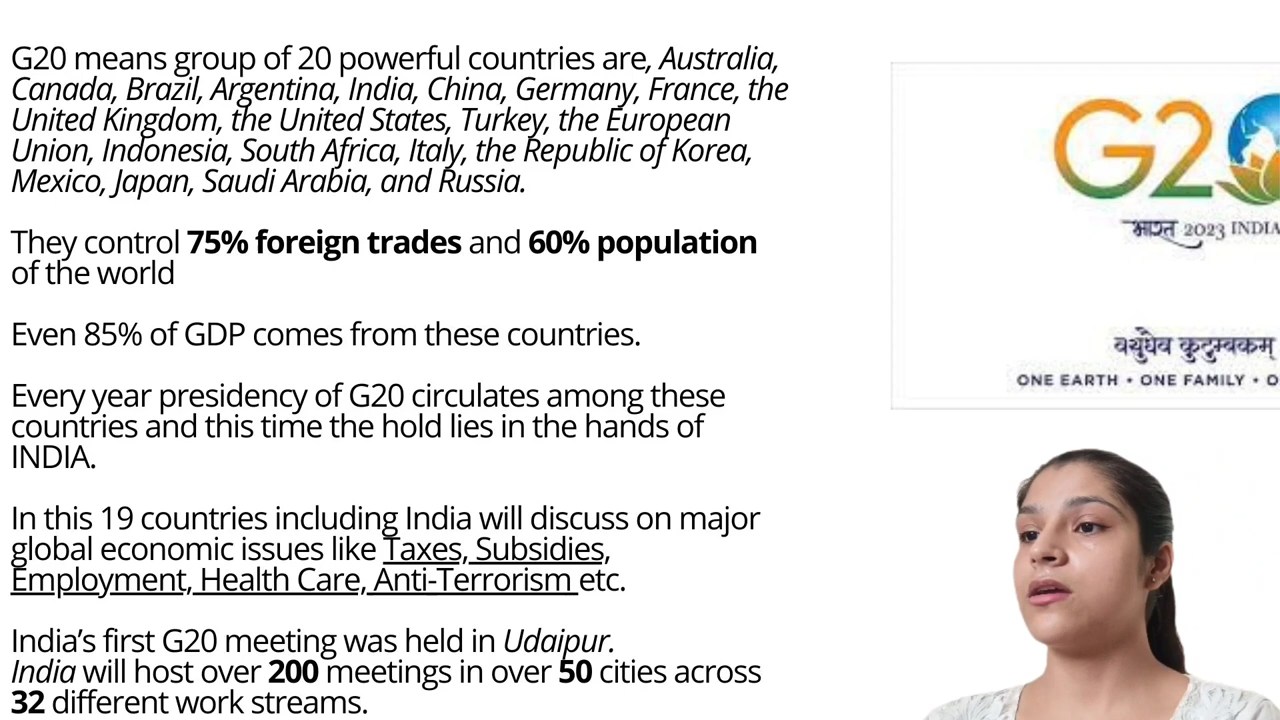 G20 means group of 20 powerful countries are, Australia,
Canada, Brazil, Argentina, India, China, Germany, France, the
United Kingdom, the United States, Turkey, the European
Union, Indonesia, South Africa, Italy, the Republic of Korea,
Mexico, Japan, Saudi Arabia, and Russia.
They control 75% foreign trades and 60% population
of the world
Even 85% of GDP comes from these countries.
Every year presidency of G20 circulates among these
countries and this time the hold lies in the hands of
INDIA.
In this 19 countries including India will discuss on major
global economic issues like Taxes, Subsidies,
Employment, Health Care, Anti-Terrorism etc.
India’s first G20 meeting was held in Udaipur.
India will host over 200 meetings in over 50 cities across
32 different work streams.
G20
भारत 2023 INDIA
वसुधैव कुटुम्बकम्
ONE EARTH • ONE FAMILY • O